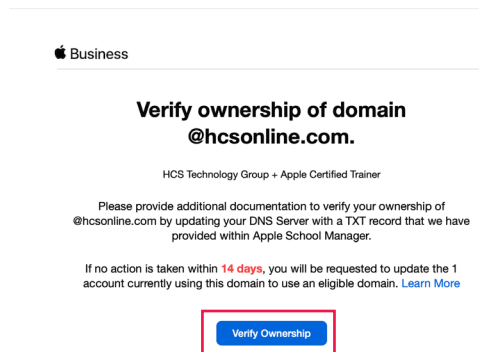 Business
Verify ownership of domain
@hcsonline.com.
HCS Technology Group + Apple Certified Trainer
Please provide additional documentation to verify your ownership of
@hcsonline.com by updating your DNS Server with a TXT record that we have
provided within Apple School Manager.
If no action is taken within 14 days, you will be requested to update the 1
account currently using this domain to use an eligible domain. Learn More
Verify Ownership